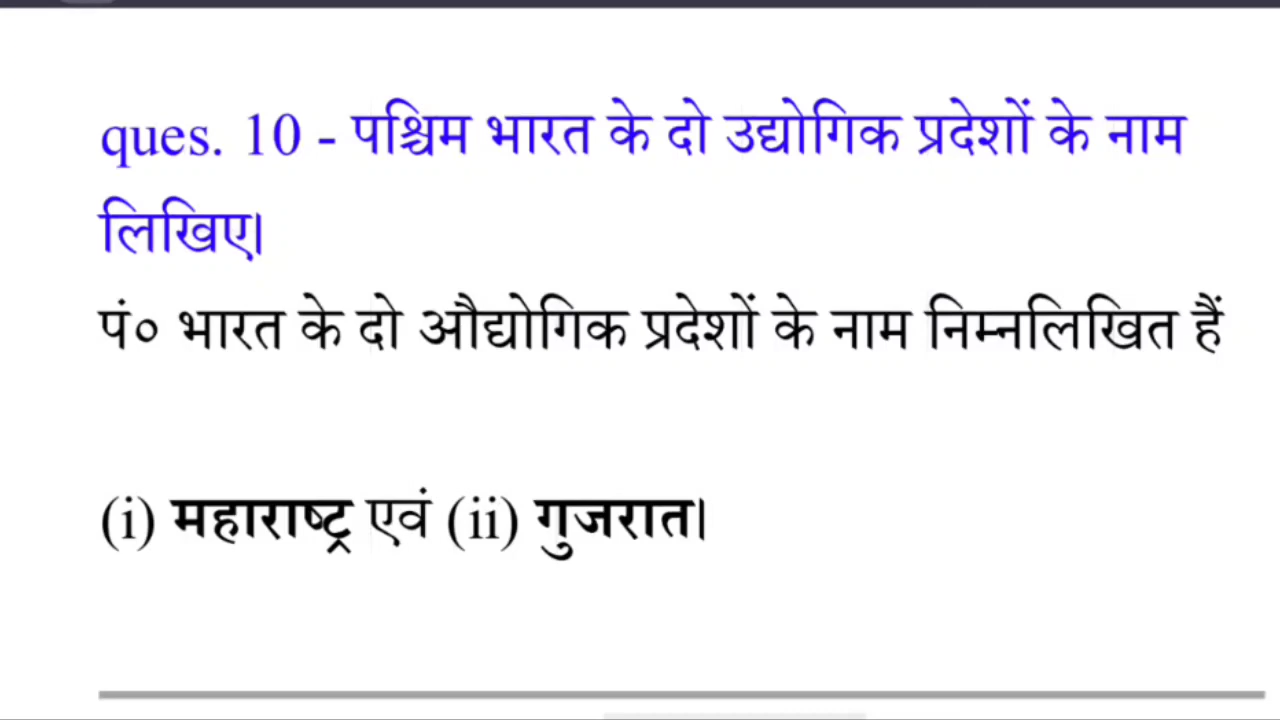 ques. 10 - पश्चिम भारत के दो उद्योगिक प्रदेशों के नाम
लिखिए।
पं० भारत के दो औद्योगिक प्रदेशों के नाम निम्नलिखित हैं
(i) महाराष्ट्र एवं (ii) गुजरात।